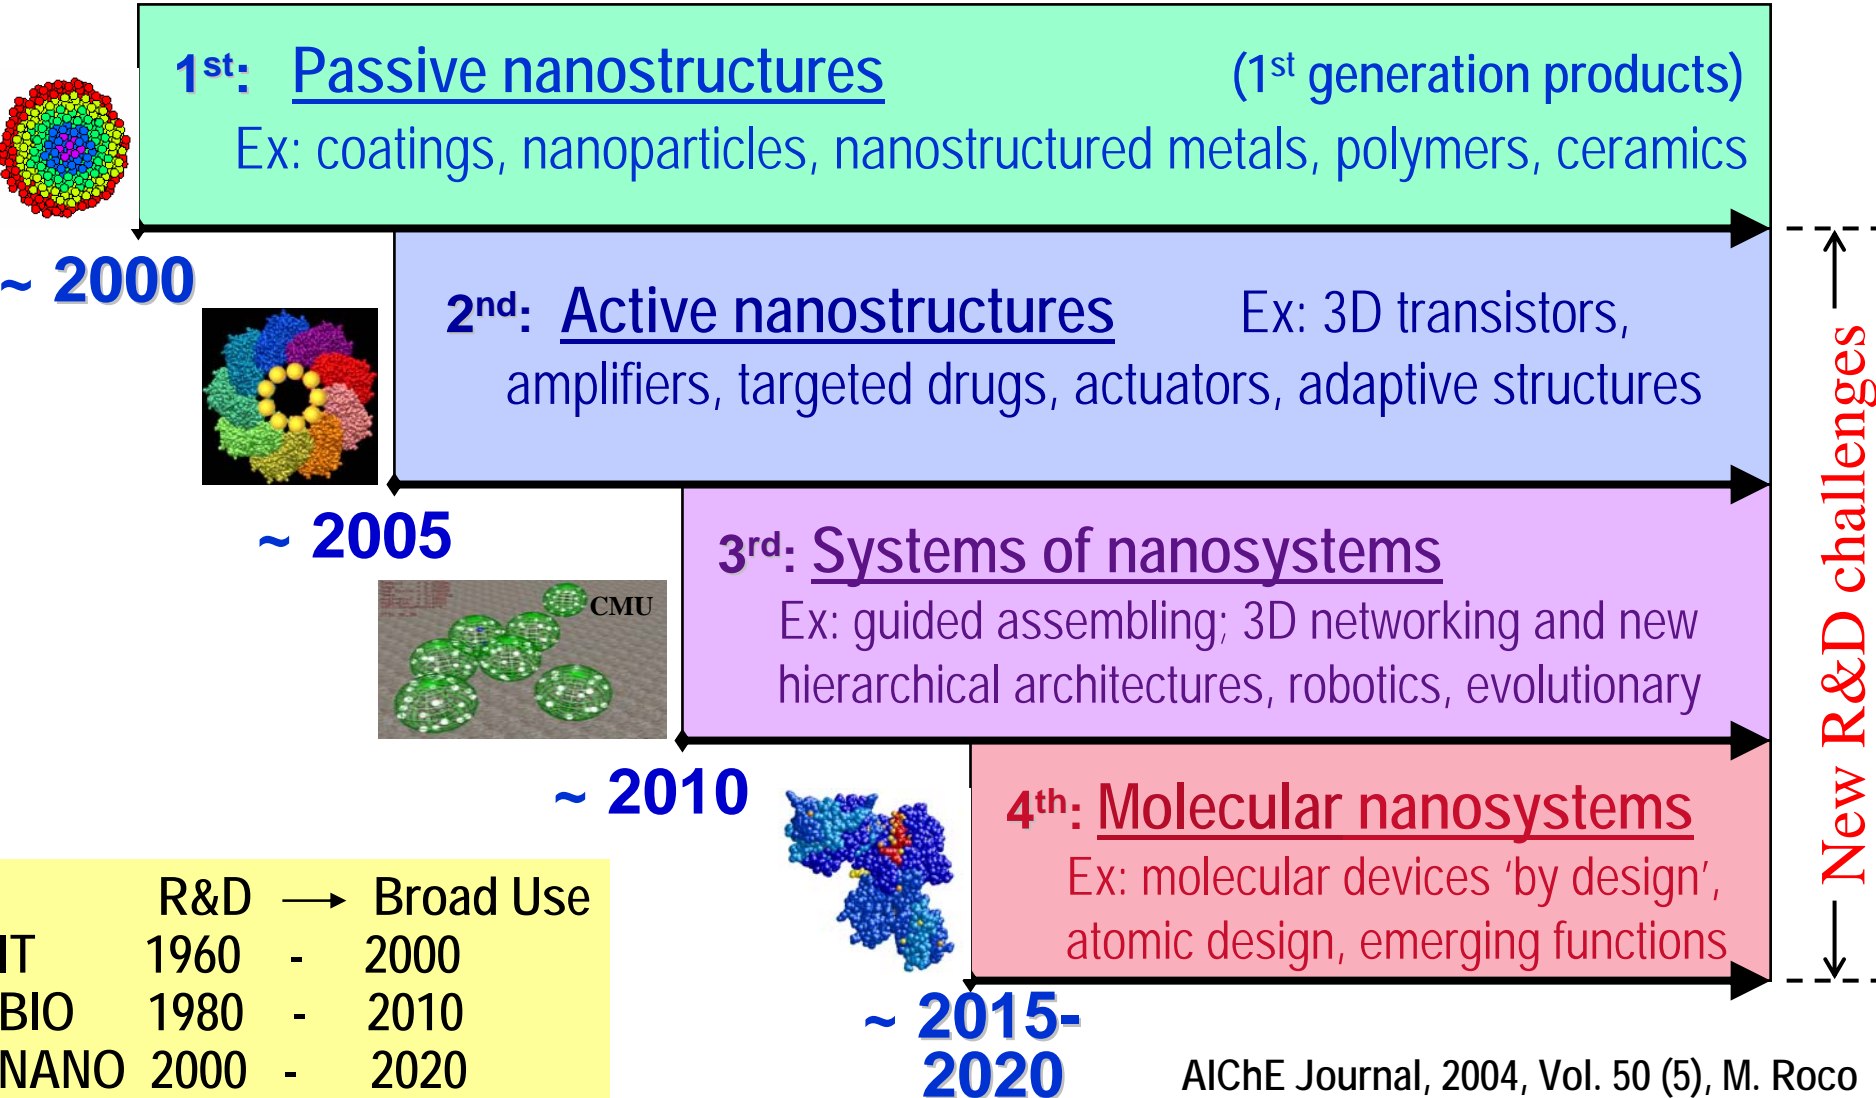 1st: Passive nanostructures (1st generation products)
Ex: coatings, nanoparticles, nanostructured metals, polymers, ceramics
~ 2000
2nd: Active nanostructures Ex: 3D transistors,
amplifiers, targeted drugs, actuators, adaptive structures
~ 2005
3rd: Systems of nanosystems
Ex: guided assembling; 3D networking and new
hierarchical architectures, robotics, evolutionary
CMU
~ 2010
4th: Molecular nanosystems
Ex: molecular devices ‘by design’,
atomic design, emerging functions
~ 2015-
2020
New R&D challenges
R&D → Broad Use
IT 1960 - 2000
BIO 1980 - 2010
NANO 2000 - 2020
AIChE Journal, 2004, Vol. 50 (5), M. Roco